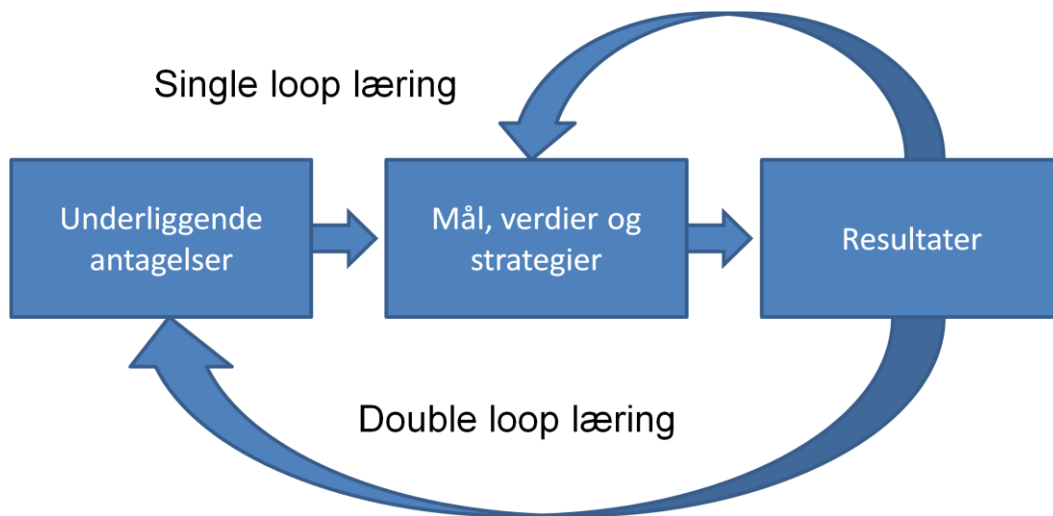 Single loop læring
Underliggende
antagelser
Mål, verdier og
strategier
Resultater
Double loop læring